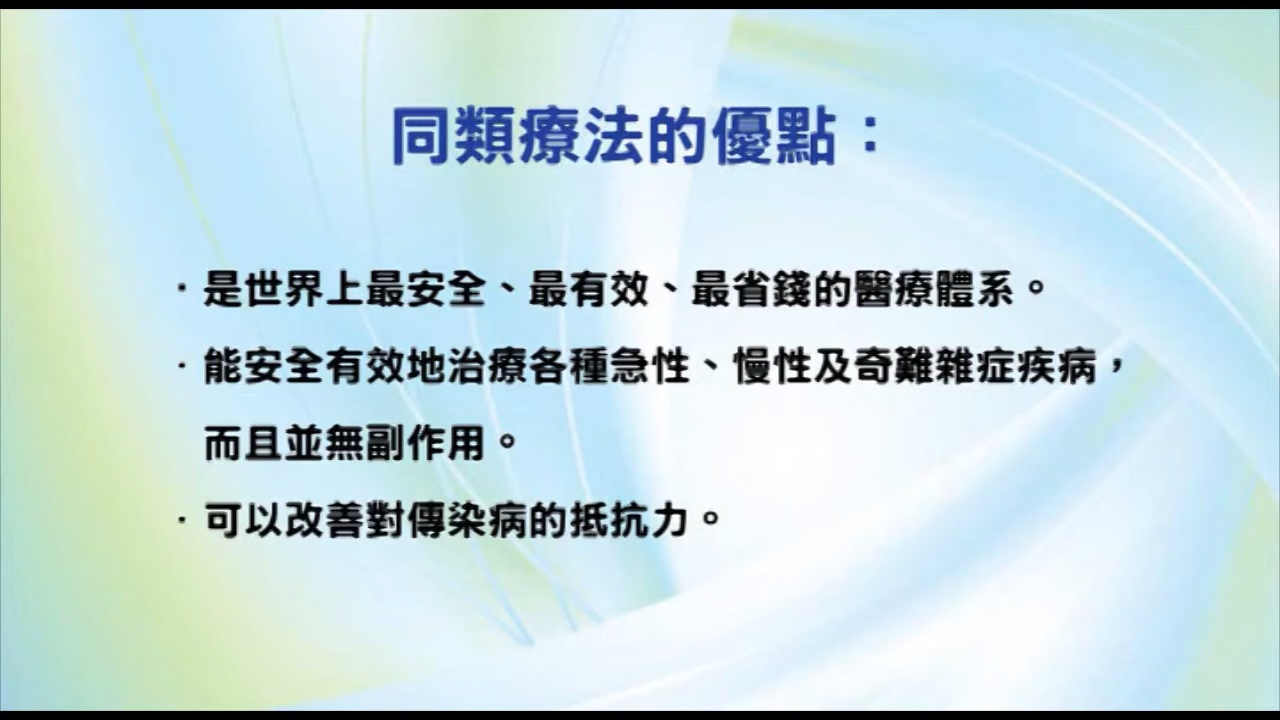 同類療法的優點：
·是世界上最安全、最有效、最省錢的醫療體系。
·能安全有效地治療各種急性、慢性及奇難雜症疾病，
而且並無副作用。
·可以改善對傳染病的抵抗力。